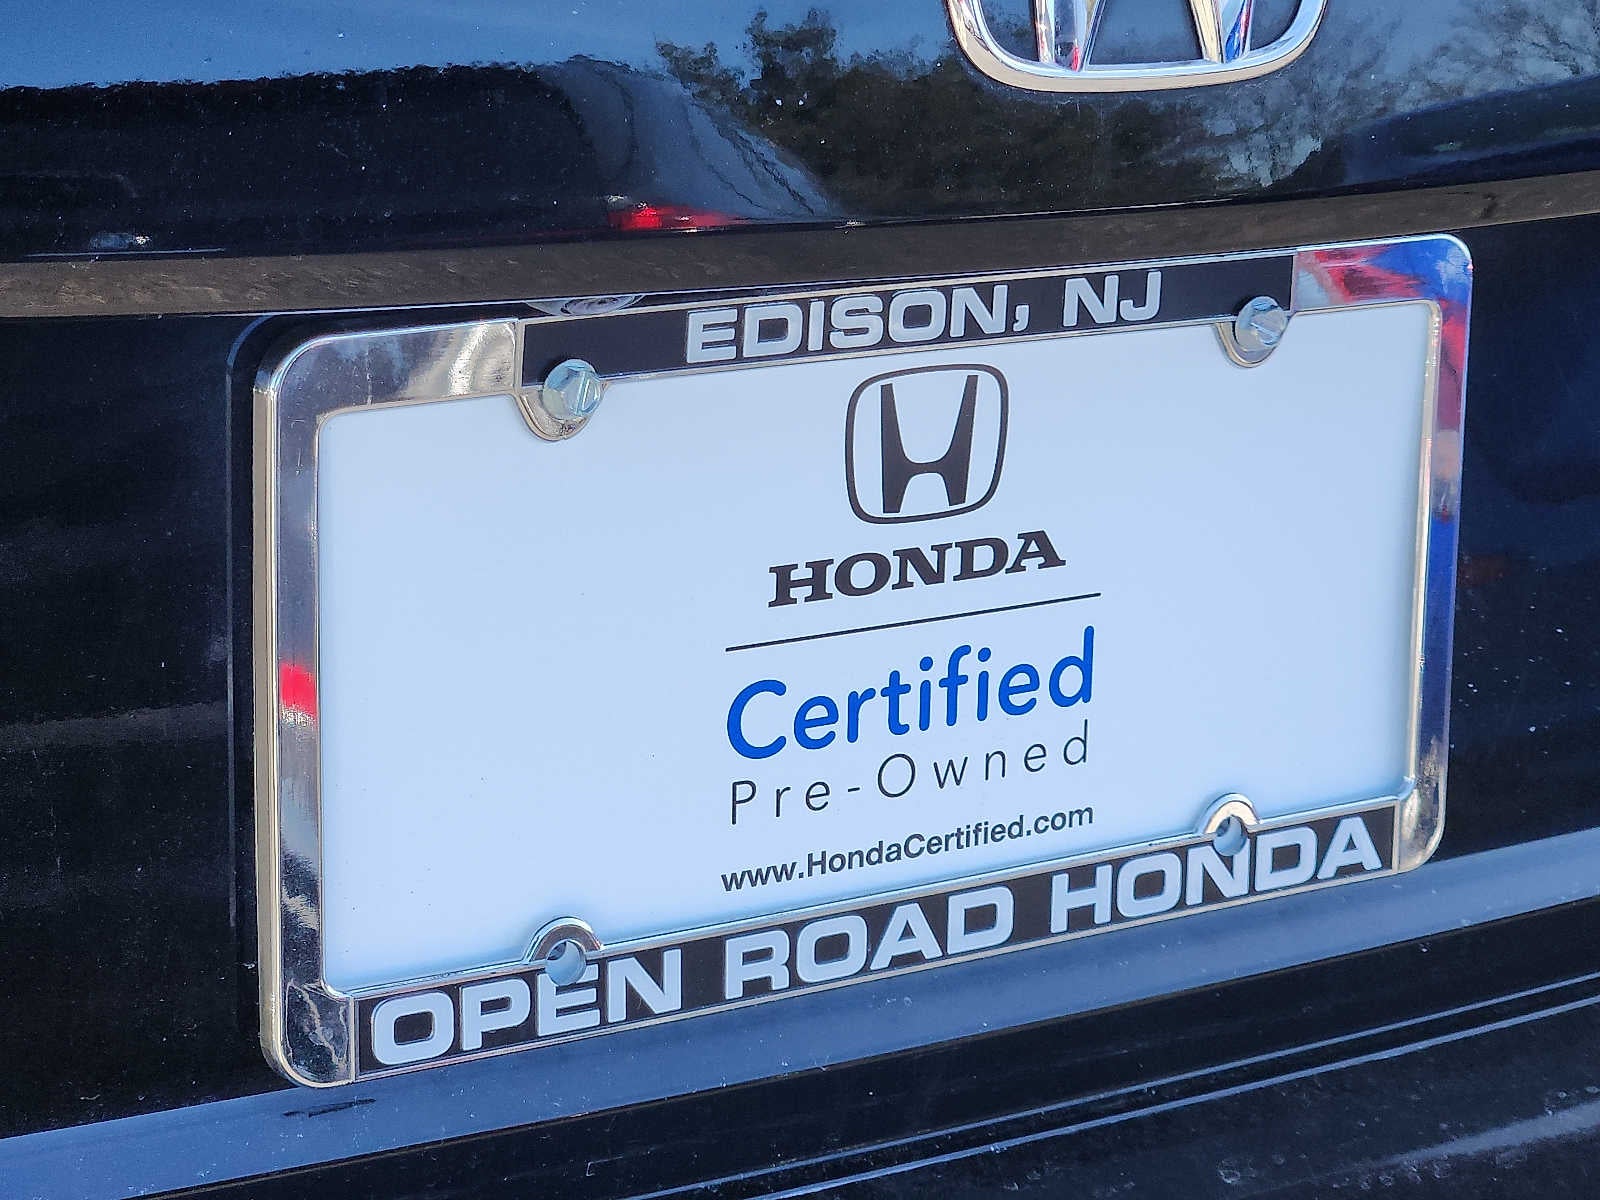 EDISON, NJ
HONDA
Certified
Pre-Owned
www.HondaCertified.com
OPEN ROAD HONDA